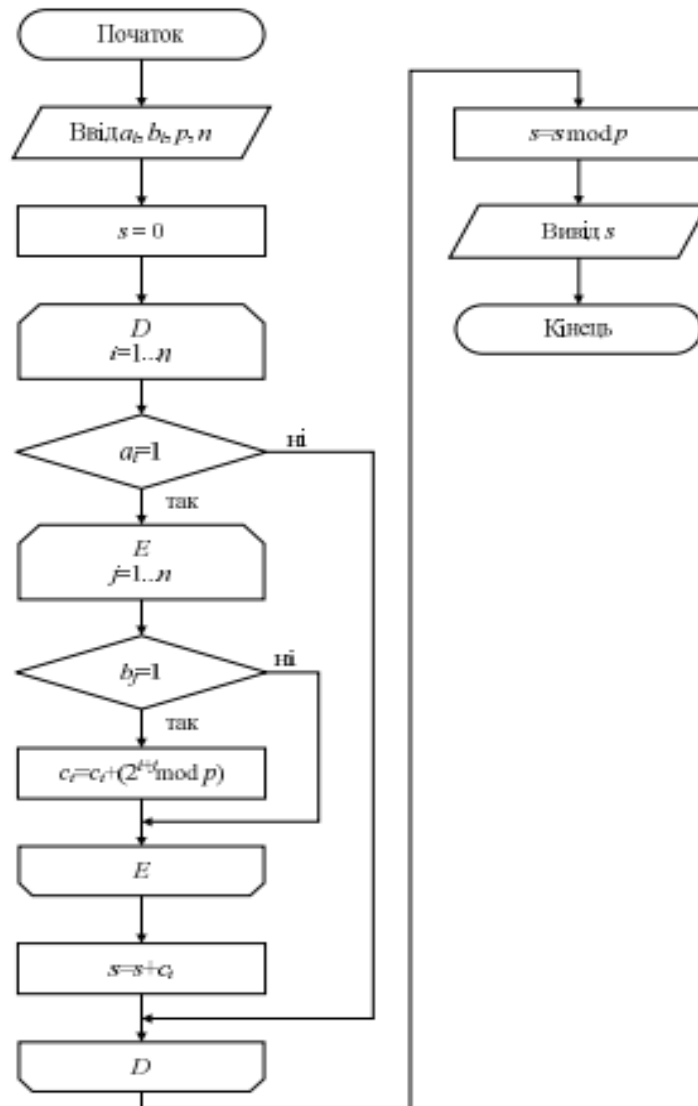 Початок
Ввід aᵢ, bᵢ, p, n
s = 0
D
i=1...n
aᵢ=1
ні
так
E
j=1...n
bⱼ=1
ні
так
cᵢ=cᵢ+(2ⁱ⁺ʲmod p)
E
s=s+cᵢ
D
s=s mod p
Вивід s
Кінець